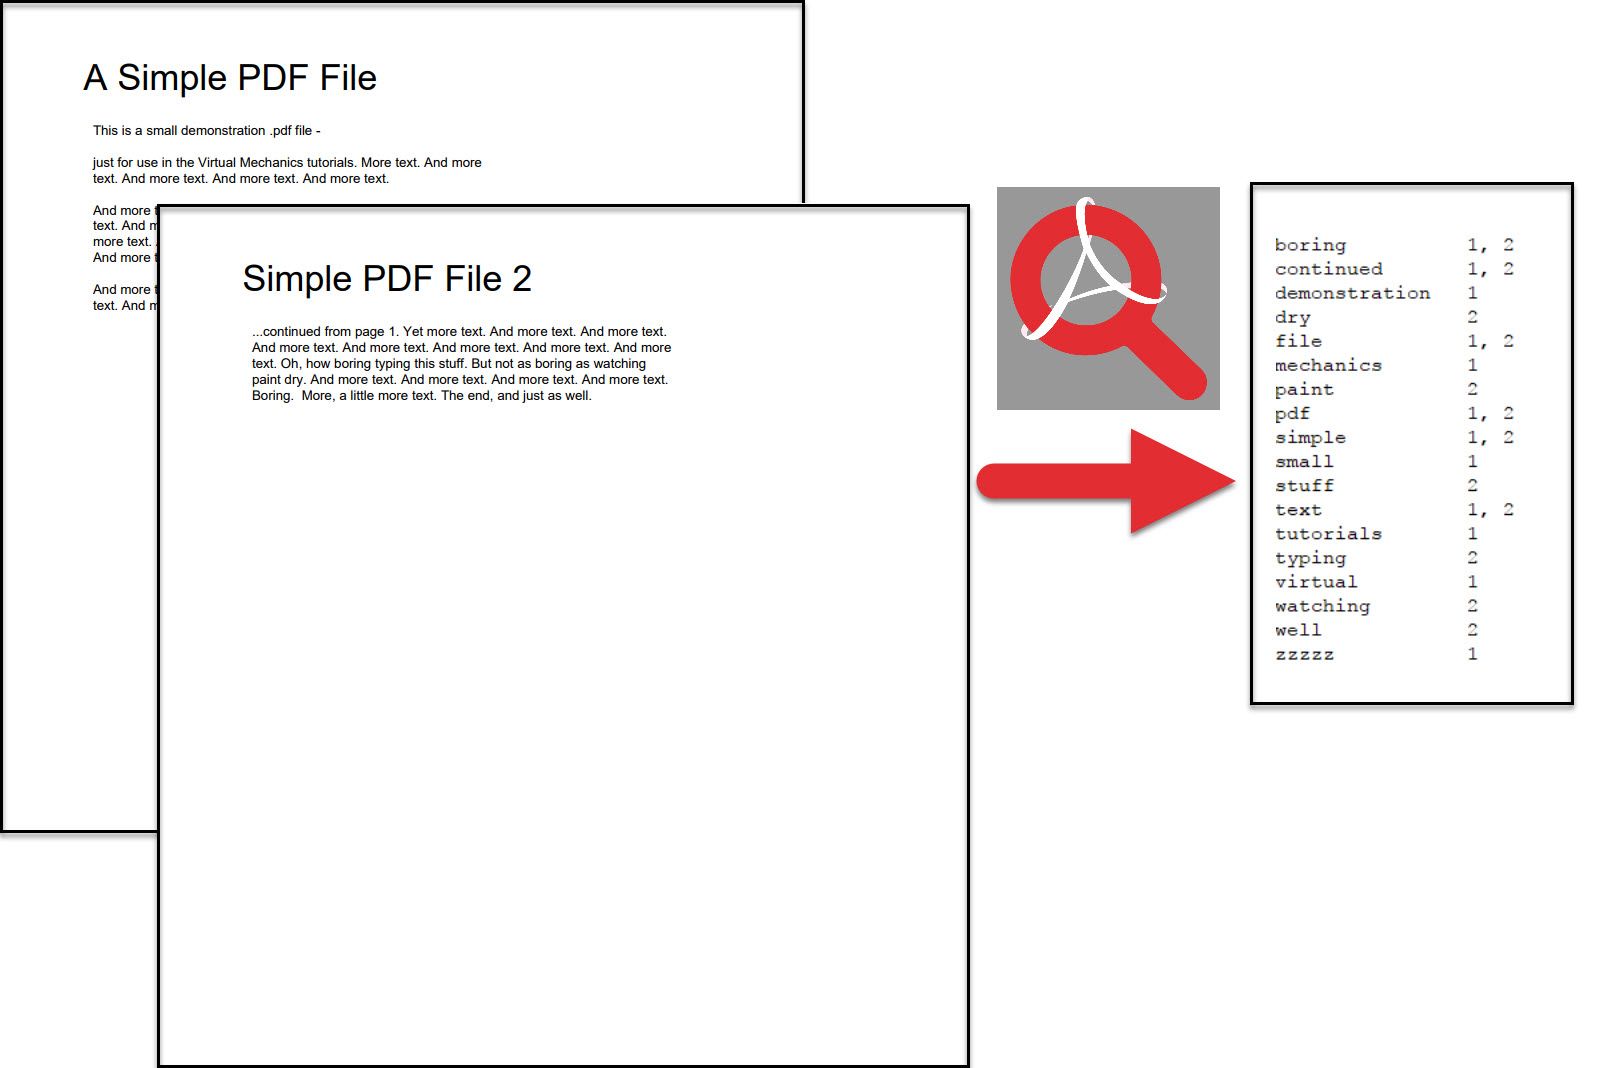 A Simple PDF File
This is a small demonstration .pdf file -
just for use in the Virtual Mechanics tutorials. More text. And more
text. And more text. And more text. And more text.
And more
text. And
more text.
And more
And more
text. And
Simple PDF File 2
...continued from page 1. Yet more text. And more text. And more text.
And more text. And more text. And more text. And more text. And more
text. Oh, how boring typing this stuff. But not as boring as watching
paint dry. And more text. And more text. And more text. And more text.
Boring.  More, a little more text. The end, and just as well.
boring 1, 2
continued 1, 2
demonstration 1
dry 2
file 1, 2
mechanics 1
paint 2
pdf 1, 2
simple 1, 2
small 1
stuff 2
text 1, 2
tutorials 1
typing 2
virtual 1
watching 2
well 2
zzzzz 1